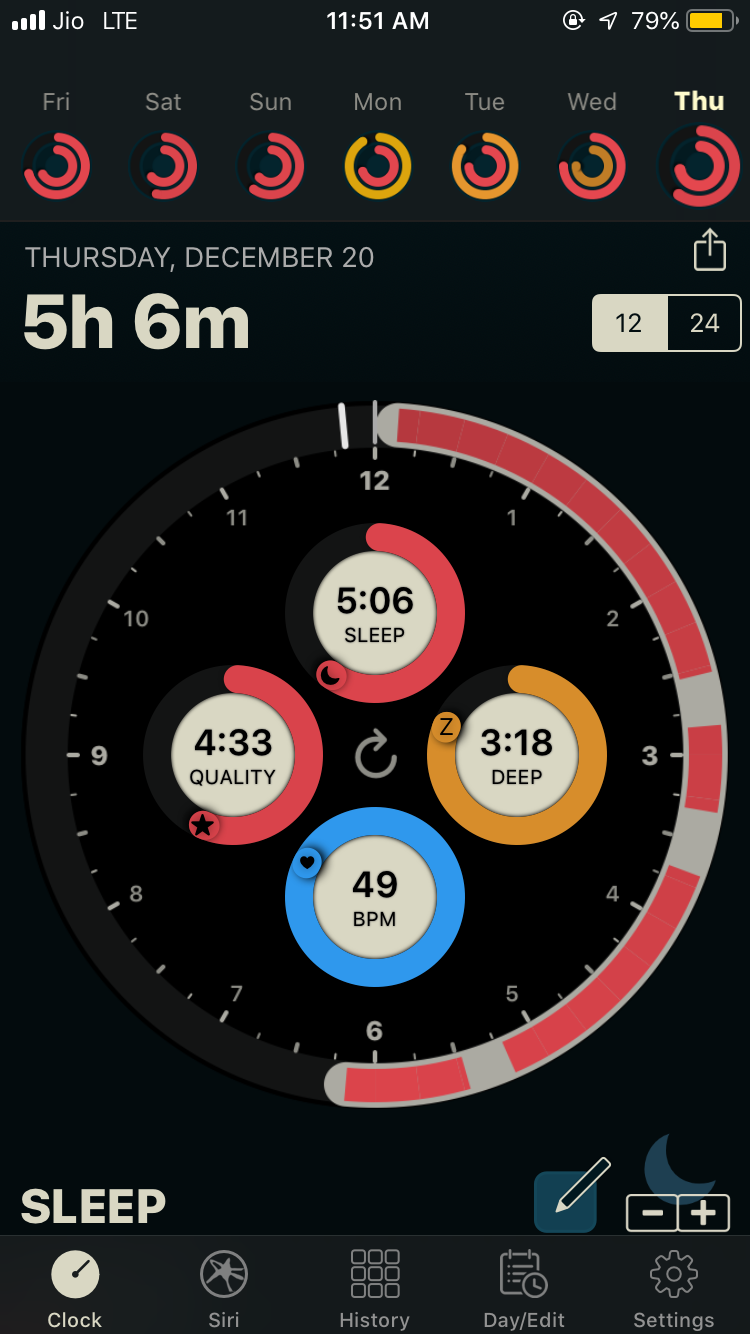 Jio LTE 11:51 AM 79%
Fri Sat Sun Mon Tue Wed Thu
THURSDAY, DECEMBER 20
5h 6m
12 24
12
11 1
10 2
9 3
8 4
7 5
6
5:06
SLEEP
4:33
QUALITY
Z
3:18
DEEP
49
BPM
SLEEP
− +
Clock Siri History Day/Edit Settings